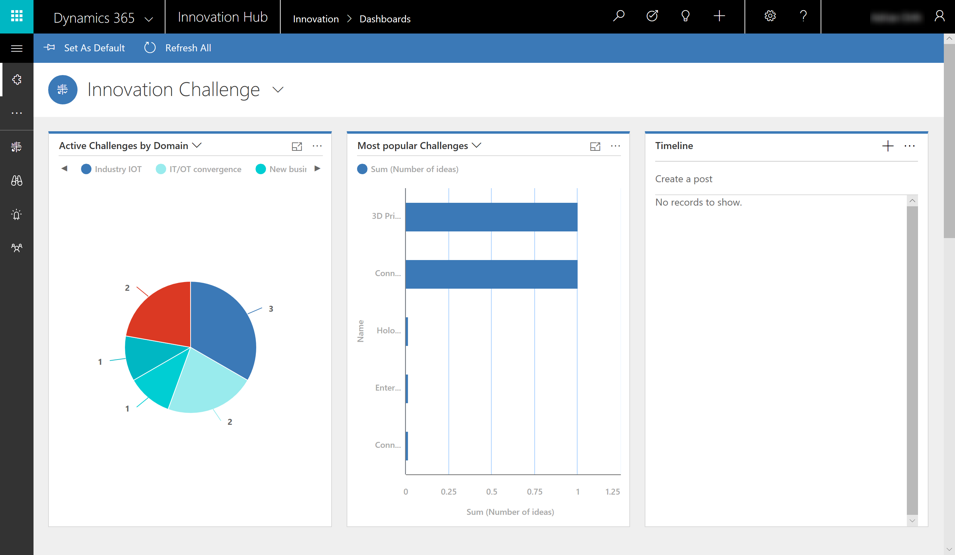 Dynamics 365
Innovation Hub
Innovation > Dashboards
?
Set As Default
Refresh All
Innovation Challenge
Active Challenges by Domain
...
Industry IOT
IT/OT convergence
New busi
2
3
1
1
2
Most popular Challenges
...
Sum (Number of ideas)
3D Pri...
Conn...
Holo...
Enter...
Conn...
Name
0 0.25 0.5 0.75 1 1.25
Sum (Number of ideas)
Timeline
...
Create a post
No records to show.